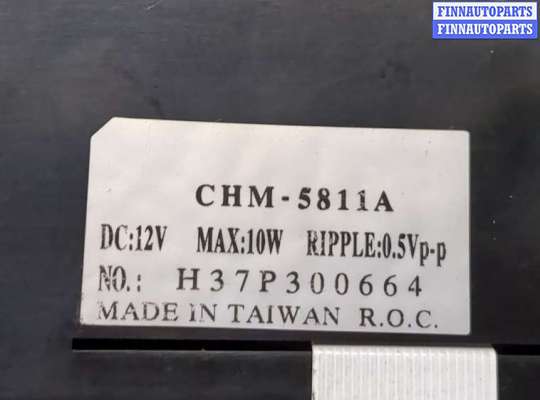 FINNAUTOPARTS
FINNAUTOPARTS
CHM-5811A
DC:12V MAX:10W RIPPLE:0.5Vp-p
NO.: H37P300664
MADE IN TAIWAN R.O.C.